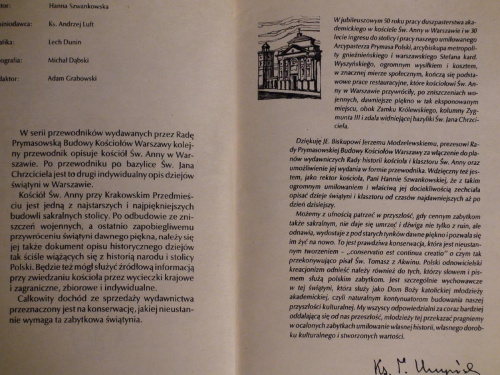 tor: Hanna Szwankowska
iniodawca: Ks. Andrzej Luft
afika: Lech Dunin
ografia: Michał Dąbski
daktor: Adam Grabowski
W serii przewodników wydawanych przez Radę
Prymasowską Budowy Kościołów Warszawy kolej-
ny przewodnik opisuje kościół Św. Anny w War-
szawie. Po przewodniku po bazylice Św. Jana
Chrzciciela jest to drugi indywidualny opis dziejów
świątyni w Warszawie.
Kościół Św. Anny przy Krakowskim Przedmieś-
ciu jest jedną z najstarszych i najpiękniejszych
budowli sakralnych stolicy. Po odbudowie ze zni-
szczeń wojennych, a ostatnio zapobiegliwemu
przywróceniu świątyni dawnego piękna, należy się
jej także dokument opisu historycznego dziejów
tak ściśle wiążących się z historią narodu i stolicy
Polski. Będzie też mógł służyć źródłową informacją
przy zwiedzaniu kościoła przez wycieczki krajowe
i zagraniczne, zbiorowe i indywidualne.
Całkowity dochód ze sprzedaży wydawnictwa
przeznaczony jest na konserwację, jakiej nieustan-
nie wymaga ta zabytkowa świątynia.
W jubileuszowym 50 roku pracy duszpasterstwa aka-
demickiego w kościele Św. Anny w Warszawie i w 30
lecie ingresu do stolicy i pracy naszego umiłowanego
Arcypasterza Prymasa Polski, arcybiskupa metropoli-
ty gnieźnieńskiego i warszawskiego Stefana kard.
Wyszyńskiego, ogromnym wysiłkiem i kosztem,
w znacznej mierze społecznym, kończą się podsta-
wowe prace restauratorskie, które kościołowi Św. An-
ny w Warszawie przywróciły, po zniszczeniach wo-
jennych, dawniejsze piękno w tak eksponowanym
miejscu, obok Zamku Królewskiego, kolumny Zyg-
munta III i zdala widniejącej bazyliki Św. Jana Chrzci-
ciela.
Dziękuję JE. Biskupowi Jerzemu Modzelewskiemu, prezesowi Rady
Prymasowskiej Budowy Kościołów Warszawy za włączenie do pla-
nów wydawniczych Rady historii kościoła i klasztoru Św. Anny oraz
umożliwienie jej wydania w formie przewodnika. Wdzięczny też jes-
tem, jako rektor kościoła, Pani Hannie Szwankowskiej, że z takim
ogromnym umiłowaniem i właściwą jej dociekliwością zechciała
opisać dzieje świątyni i klasztoru od czasów najdawniejszych aż po
dzień dzisiejszy.
Możemy z ufnością patrzeć w przyszłość, gdy cenny zabytkom
także sakralnym, nie daje się umrzeć i dźwiga nie tylko z ruin, ale
odnawia, wydostaje z pod starych tynków dawne piękno i pozwala się
im żyć na nowo. To jest prawdziwa konserwacja, która jest nieustan-
nym tworzeniem – „conservatio est continua creatio" o czym tak
przekonywująco pisał św. Tomasz z Akwinu. Polski odpowiednik
kreacjonizm odnieść należy również do tych, którzy słowem i pis-
mem służą polskim zabytkom. Jest szczególnie wychowawcze
w tej świątyni, która służy jako Dom Boży katolickiej młodzieży
akademickiej, czyli naturalnym kontynuatorom budowania naszej
przyszłości kulturalnej. My wszyscy odpowiedzialni za coraz bardziej
oddalającą się od nas przeszłość, młodzieży tej przekazać pragniemy
w ocalonych zabytkach umiłowanie własnej historii, własnego dorob-
ku kulturalnego i stworzonych wartości.
Ks.